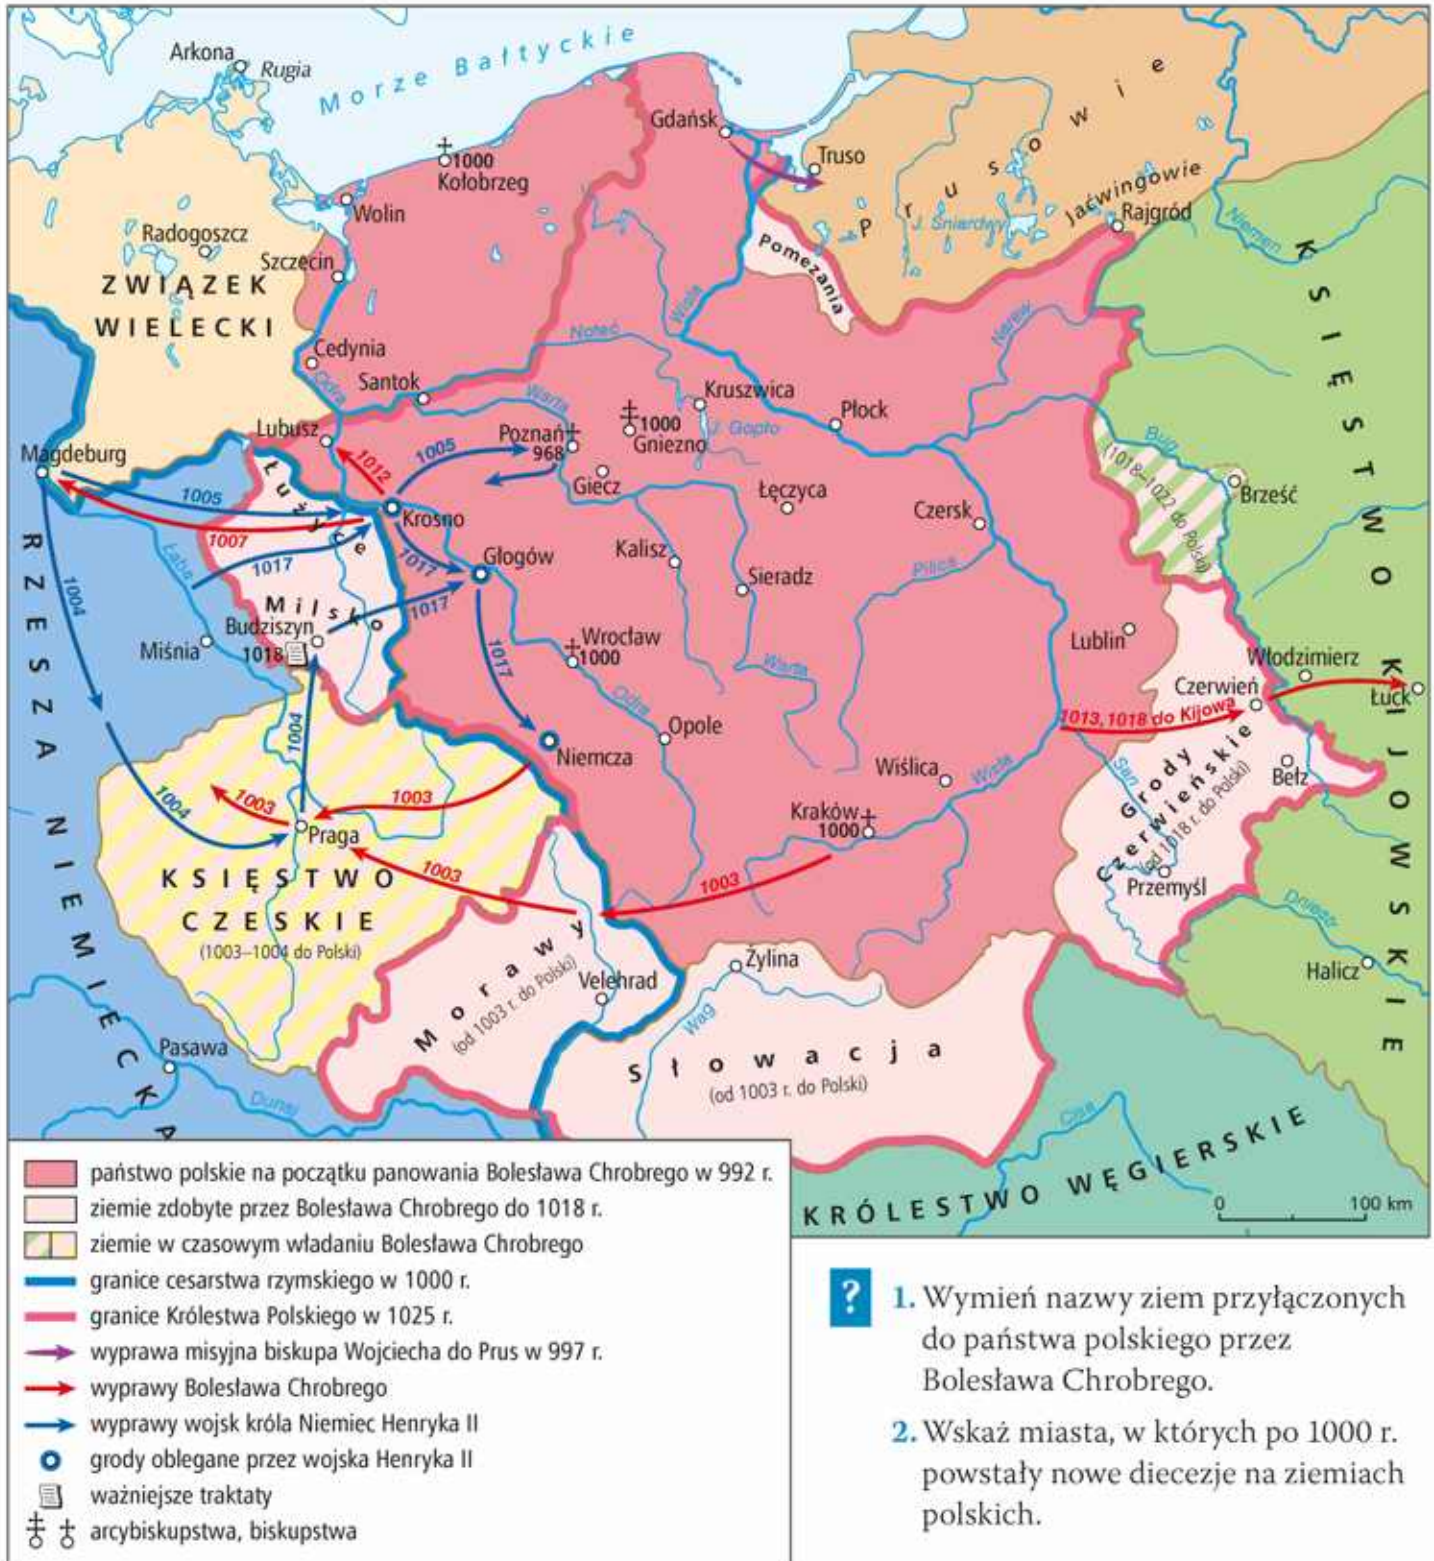 Arkona
Rugia
Morze Bałtyckie
Gdańsk
Truso
Prusowie
Jaćwingowie
Rajgród
J. Śniardwy
Niemen
1000
Kołobrzeg
Wolin
Radogoszcz
Szczecin
ZWIĄZEK
WIELECKI
Pomezania
KSIĘSTWO KIJOWSKIE
Cedynia
Odra
Santok
Noteć
Wisła
Narew
Warta
Kruszwica
Płock
Lubusz
Poznań
968
1000
Gniezno
J. Gopło
Bug
(1018–1022 do Polski)
Brześć
Magdeburg
1005
1012
1005
Giecz
Łęczyca
Czersk
Krosno
1007
Łużyce
Łaba
1017
1017
Głogów
Kalisz
Sieradz
Pilica
RZESZA NIEMIECKA
1004
Milsko
1017
Budziszyn
1018
Miśnia
1017
Wrocław
1000
Warta
Lublin
Włodzimierz
Czerwień
Łuck
1013, 1018 do Kijowa
Odra
Opole
1004
Niemcza
Wiślica
Wisła
San
Grody
Czerwieńskie
(od 1018 r. do Polski)
Bełz
1004
1003
1003
Praga
Kraków
1000
Przemyśl
1003
1003
KSIĘSTWO
CZESKIE
(1003–1004 do Polski)
Dniestr
Halicz
Morawy
(od 1003 r. do Polski)
Velehrad
Żylina
Wag
Słowacja
(od 1003 r. do Polski)
Pasawa
Dunaj
Cisa
KRÓLESTWO WĘGIERSKIE
0 100 km
państwo polskie na początku panowania Bolesława Chrobrego w 992 r.
ziemie zdobyte przez Bolesława Chrobrego do 1018 r.
ziemie w czasowym władaniu Bolesława Chrobrego
granice cesarstwa rzymskiego w 1000 r.
granice Królestwa Polskiego w 1025 r.
wyprawa misyjna biskupa Wojciecha do Prus w 997 r.
wyprawy Bolesława Chrobrego
wyprawy wojsk króla Niemiec Henryka II
grody oblegane przez wojska Henryka II
ważniejsze traktaty
arcybiskupstwa, biskupstwa
?
1. Wymień nazwy ziem przyłączonych
do państwa polskiego przez
Bolesława Chrobrego.
2. Wskaż miasta, w których po 1000 r.
powstały nowe diecezje na ziemiach
polskich.